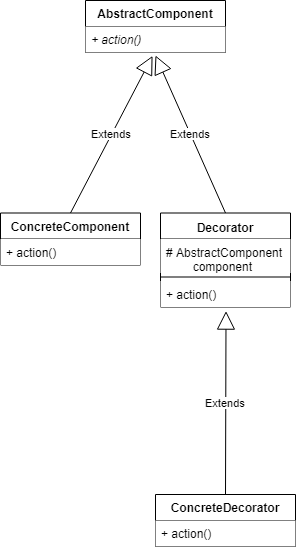 AbstractComponent
+ action()
Extends
Extends
ConcreteComponent
+ action()
Decorator
# AbstractComponent
component
+ action()
Extends
ConcreteDecorator
+ action()